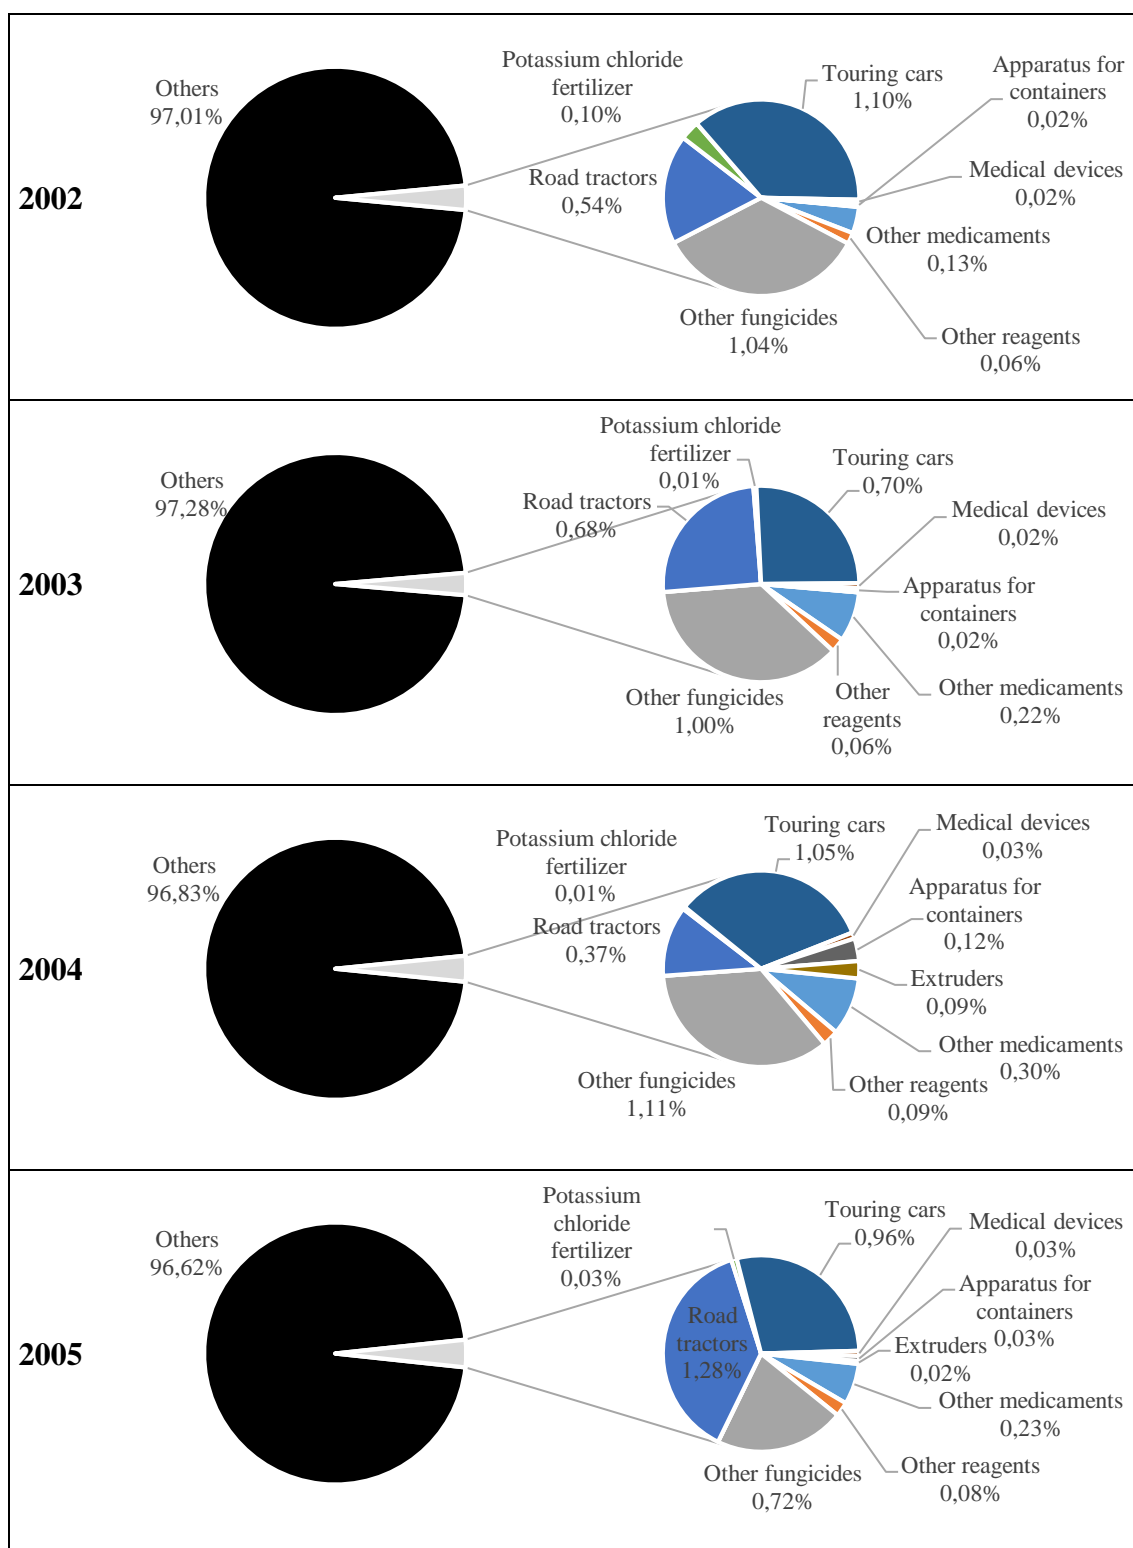 2002
Others
97,01%
Potassium chloride
fertilizer
0,10%
Touring cars
1,10%
Apparatus for
containers
0,02%
Road tractors
0,54%
Medical devices
0,02%
Other medicaments
0,13%
Other fungicides
1,04%
Other reagents
0,06%
2003
Others
97,28%
Potassium chloride
fertilizer
0,01%
Touring cars
0,70%
Road tractors
0,68%
Medical devices
0,02%
Apparatus for
containers
0,02%
Other fungicides
1,00%
Other
reagents
0,06%
Other medicaments
0,22%
2004
Others
96,83%
Potassium chloride
fertilizer
0,01%
Touring cars
1,05%
Medical devices
0,03%
Road tractors
0,37%
Apparatus for
containers
0,12%
Extruders
0,09%
Other medicaments
0,30%
Other fungicides
1,11%
Other reagents
0,09%
2005
Others
96,62%
Potassium
chloride
fertilizer
0,03%
Touring cars
0,96%
Medical devices
0,03%
Apparatus for
containers
0,03%
Road
tractors
1,28%
Extruders
0,02%
Other medicaments
0,23%
Other fungicides
0,72%
Other reagents
0,08%